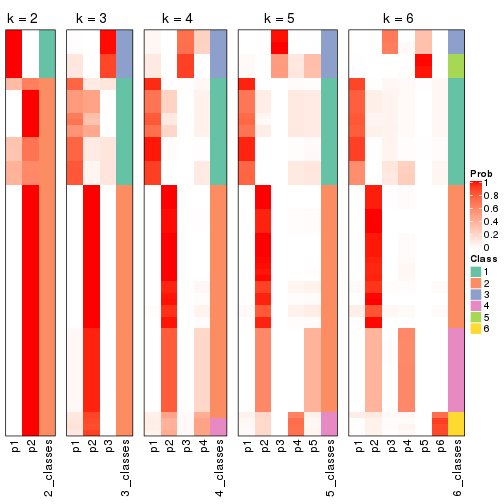 k = 2
k = 3
k = 4
k = 5
k = 6
Prob
1
0.8
0.6
0.4
0.2
0
Class
1
2
3
4
5
6
p1
p2
2_classes
p1
p2
p3
3_classes
p1
p2
p3
p4
4_classes
p1
p2
p3
p4
p5
5_classes
p1
p2
p3
p4
p5
p6
6_classes